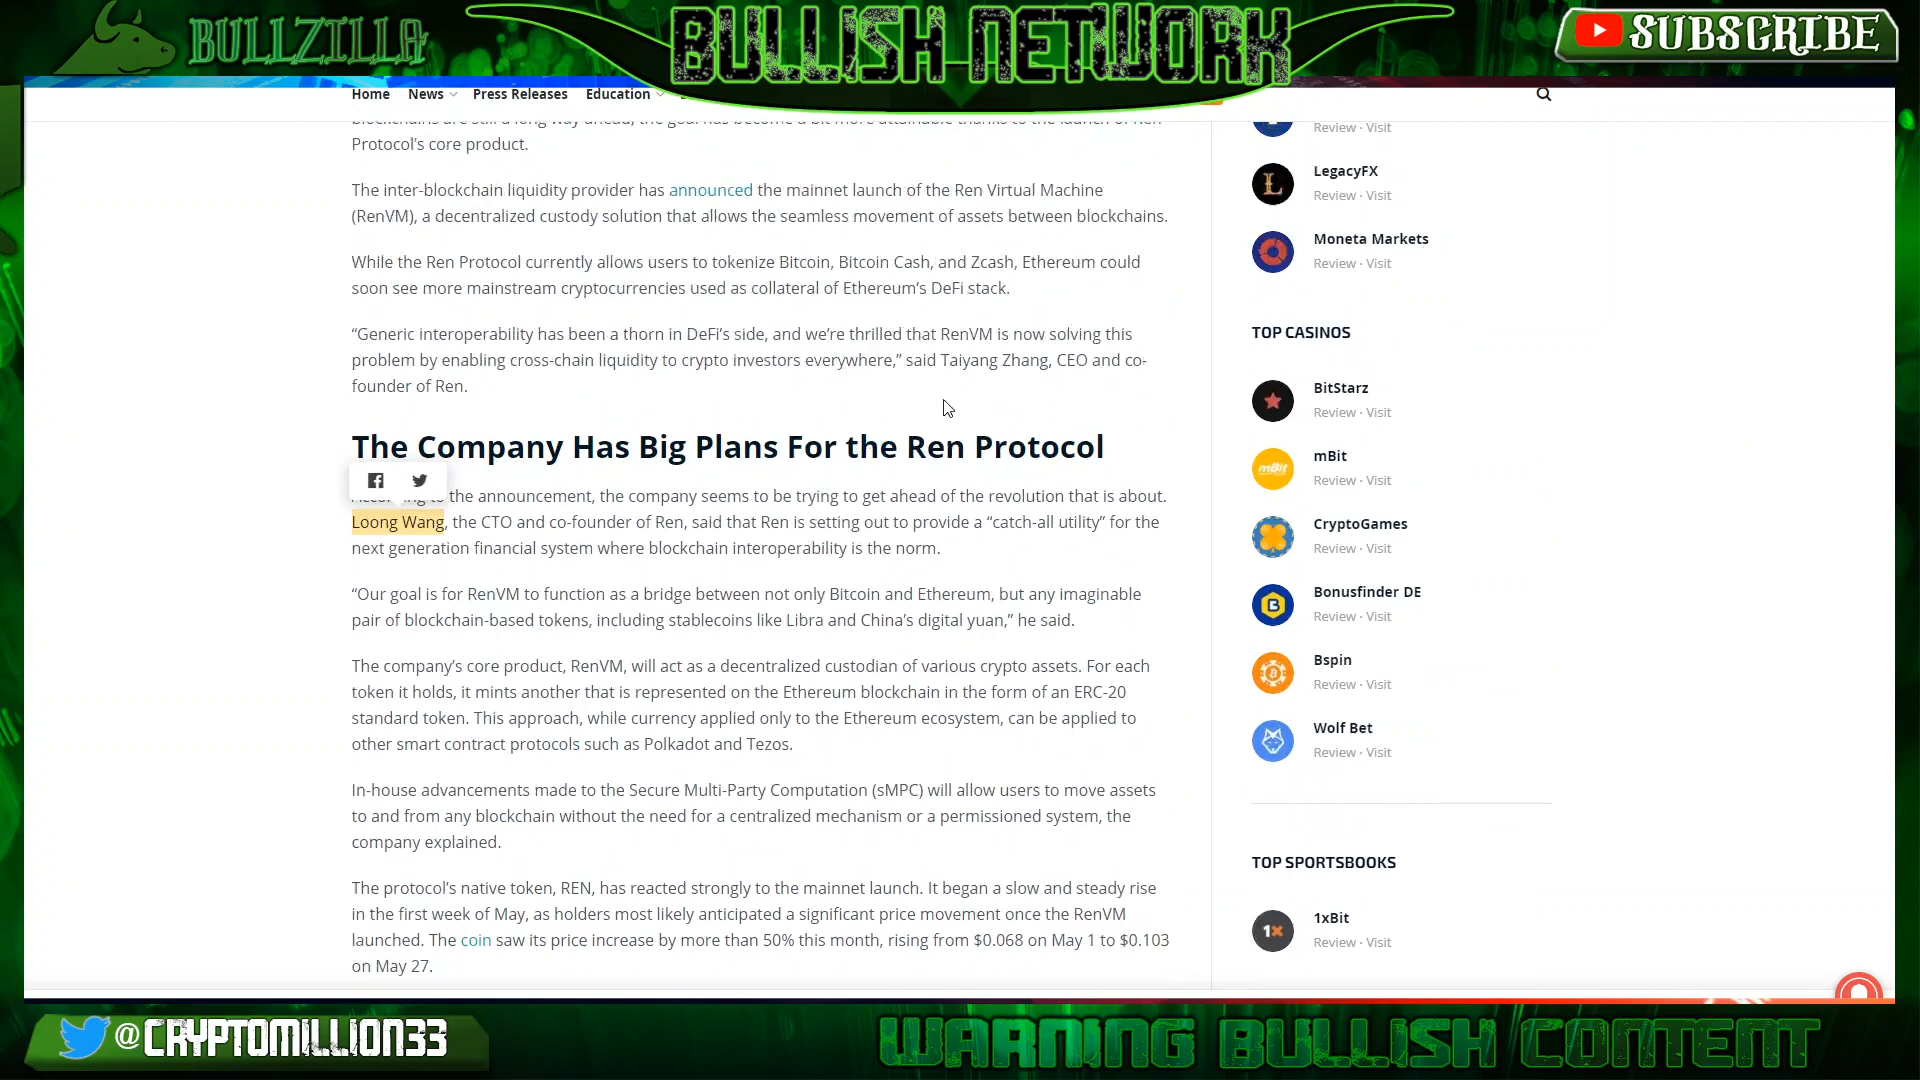 BULLZILLA
BULLISH NETWORK
SUBSCRIBE
Home News Press Releases Education
blockchains are still a long way ahead, the goal has become a bit more attainable thanks to the launch of Ren
Protocol's core product.
The inter-blockchain liquidity provider has announced the mainnet launch of the Ren Virtual Machine
(RenVM), a decentralized custody solution that allows the seamless movement of assets between blockchains.
While the Ren Protocol currently allows users to tokenize Bitcoin, Bitcoin Cash, and Zcash, Ethereum could
soon see more mainstream cryptocurrencies used as collateral of Ethereum's DeFi stack.
“Generic interoperability has been a thorn in DeFi's side, and we're thrilled that RenVM is now solving this
problem by enabling cross-chain liquidity to crypto investors everywhere,” said Taiyang Zhang, CEO and co-
founder of Ren.
The Company Has Big Plans For the Ren Protocol
According to the announcement, the company seems to be trying to get ahead of the revolution that is about.
Loong Wang, the CTO and co-founder of Ren, said that Ren is setting out to provide a “catch-all utility” for the
next generation financial system where blockchain interoperability is the norm.
“Our goal is for RenVM to function as a bridge between not only Bitcoin and Ethereum, but any imaginable
pair of blockchain-based tokens, including stablecoins like Libra and China's digital yuan,” he said.
The company's core product, RenVM, will act as a decentralized custodian of various crypto assets. For each
token it holds, it mints another that is represented on the Ethereum blockchain in the form of an ERC-20
standard token. This approach, while currency applied only to the Ethereum ecosystem, can be applied to
other smart contract protocols such as Polkadot and Tezos.
In-house advancements made to the Secure Multi-Party Computation (sMPC) will allow users to move assets
to and from any blockchain without the need for a centralized mechanism or a permissioned system, the
company explained.
The protocol's native token, REN, has reacted strongly to the mainnet launch. It began a slow and steady rise
in the first week of May, as holders most likely anticipated a significant price movement once the RenVM
launched. The coin saw its price increase by more than 50% this month, rising from $0.068 on May 1 to $0.103
on May 27.
Review · Visit
LegacyFX
Review · Visit
Moneta Markets
Review · Visit
TOP CASINOS
BitStarz
Review · Visit
mBit
mBit
Review · Visit
CryptoGames
Review · Visit
Bonusfinder DE
Review · Visit
Bspin
Review · Visit
Wolf Bet
Review · Visit
TOP SPORTSBOOKS
1X
1xBit
Review · Visit
@CRYPTOMILLION33
WARNING BULLISH CONTENT